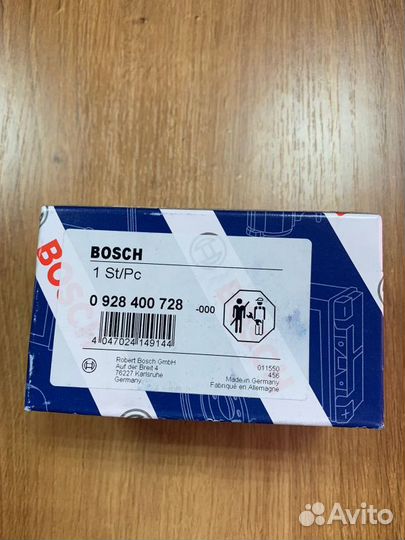 BOSCH
BOSCH
1 St/Pc
0 928 400 728 -000
4 047024 149144
Robert Bosch GmbH
Auf der Breit 4
76227 Karlsruhe
Germany
011550
456
Made in Germany
Fabriqué en Allemagne
BOSCH
Avito